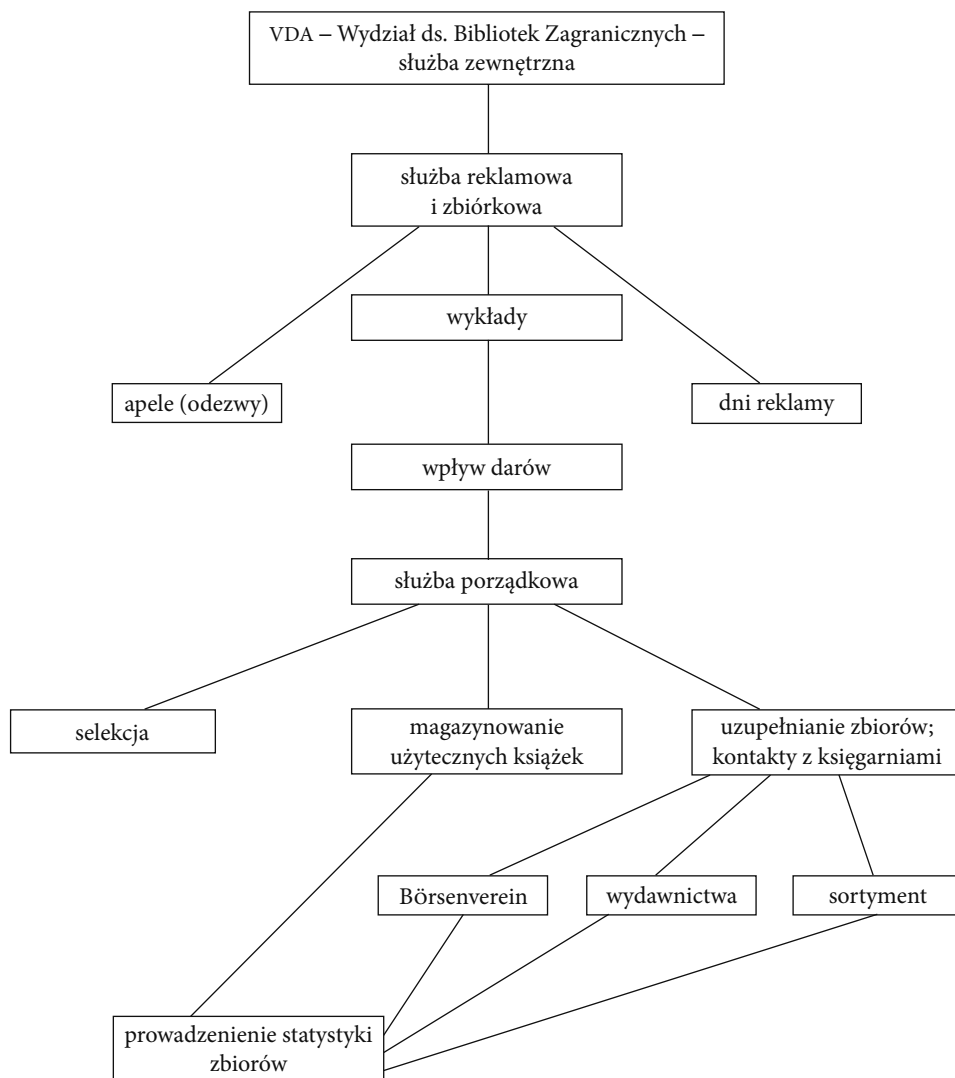 VDA – Wydział ds. Bibliotek Zagranicznych –
służba zewnętrzna
służba reklamowa
i zbiórkowa
wykłady
apele (odezwy)
dni reklamy
wpływ darów
służba porządkowa
selekcja
magazynowanie
użytecznych książek
uzupełnianie zbiorów;
kontakty z księgarniami
Börsenverein
wydawnictwa
sortyment
prowadzenienie statystyki
zbiorów